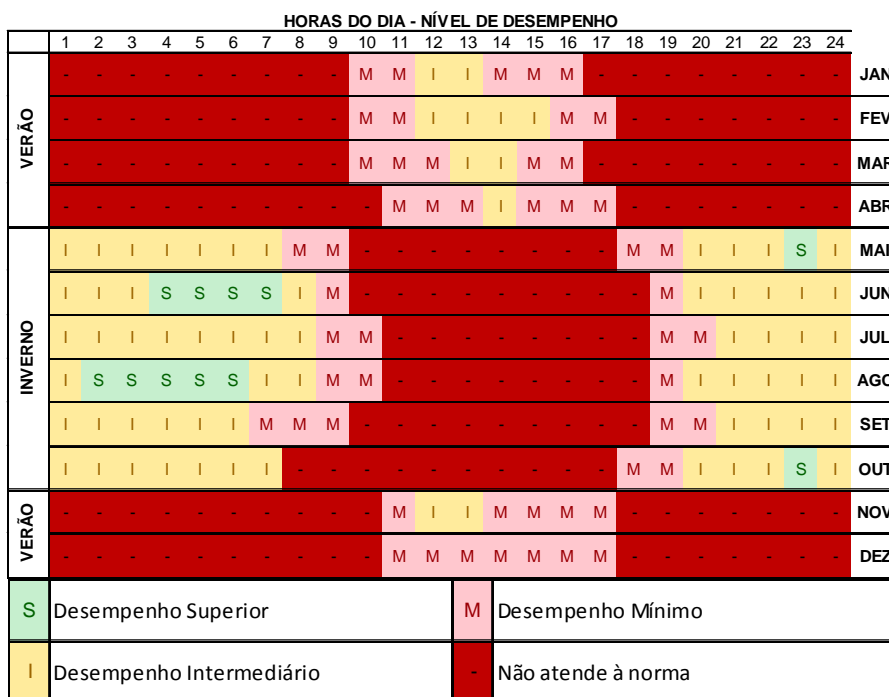 HORAS DO DIA - NÍVEL DE DESEMPENHO
1 2 3 4 5 6 7 8 9 10 11 12 13 14 15 16 17 18 19 20 21 22 23 24
VERÃO
- - - - - - - - - M M I I M M M - - - - - - - - JAN
- - - - - - - - - M M I I I I M M - - - - - - - FEV
- - - - - - - - - M M M I I M M - - - - - - - - MAR
- - - - - - - - - - M M M I M M M - - - - - - - ABR
INVERNO
I I I I I I I M M - - - - - - - - M M I I I S I MAI
I I I S S S S I M - - - - - - - - - M I I I I I JUN
I I I I I I I I M M - - - - - - - - M M I I I I JUL
I S S S S S I I M M - - - - - - - - M I I I I I AGO
I I I I I I M M M - - - - - - - - - M M I I I I SET
I I I I I I I - - - - - - - - - - M M I I I S I OUT
VERÃO
- - - - - - - - - - M I I M M M M - - - - - - - NOV
- - - - - - - - - - M M M M M M M - - - - - - - DEZ
S Desempenho Superior M Desempenho Mínimo
I Desempenho Intermediário - Não atende à norma